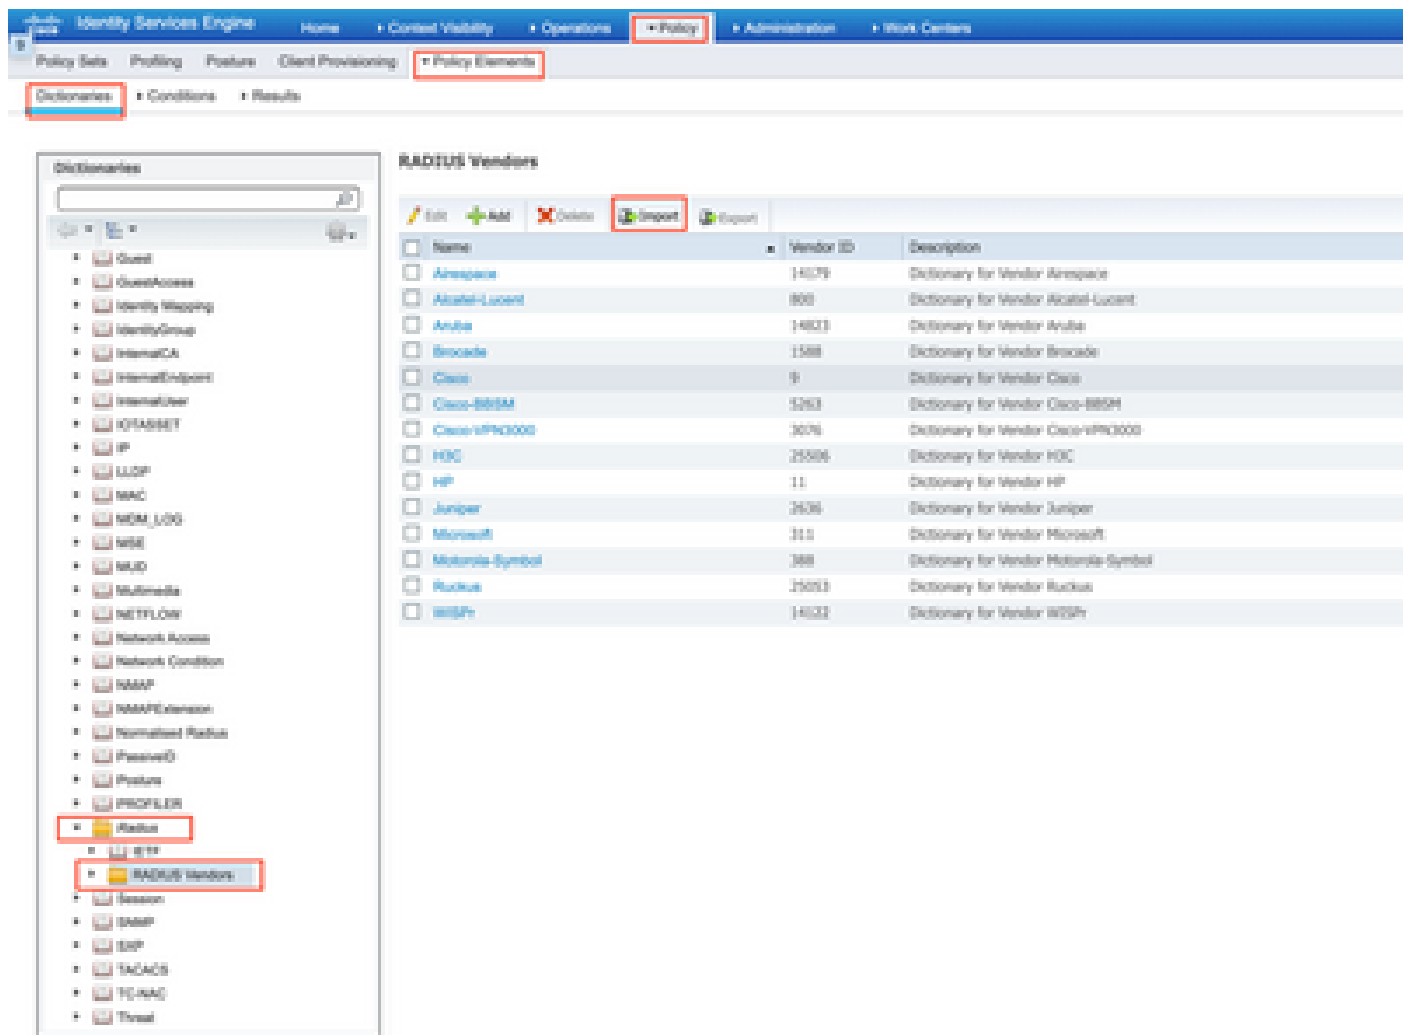 Identity Services Engine Home Context Visibility Operations Policy Administration Work Centers
Policy Sets Profiling Posture Client Provisioning Policy Elements
Dictionaries Conditions Results
Dictionaries
Guest
GuestAccess
Identity Mapping
IdentityGroup
InternalCA
InternalEndpoint
InternalUser
IOTASSET
IP
LLDP
MAC
MDM_LOG
MSE
MUD
Multimedia
NETFLOW
Network Access
Network Condition
NMAP
NMAPExtension
Normalised Radius
PassiveID
Posture
PROFILER
Radius
IETF
RADIUS Vendors
Session
SNMP
SXP
TACACS
TC-NAC
Threat
RADIUS Vendors
Edit Add Delete Import Export
Name Vendor ID Description
Airespace 14179 Dictionary for Vendor Airespace
Alcatel-Lucent 800 Dictionary for Vendor Alcatel-Lucent
Aruba 14823 Dictionary for Vendor Aruba
Brocade 1588 Dictionary for Vendor Brocade
Cisco 9 Dictionary for Vendor Cisco
Cisco-BBSM 5263 Dictionary for Vendor Cisco-BBSM
Cisco-VPN3000 3076 Dictionary for Vendor Cisco-VPN3000
H3C 25506 Dictionary for Vendor H3C
HP 11 Dictionary for Vendor HP
Juniper 2636 Dictionary for Vendor Juniper
Microsoft 311 Dictionary for Vendor Microsoft
Motorola-Symbol 388 Dictionary for Vendor Motorola-Symbol
Ruckus 25053 Dictionary for Vendor Ruckus
WISPr 14122 Dictionary for Vendor WISPr